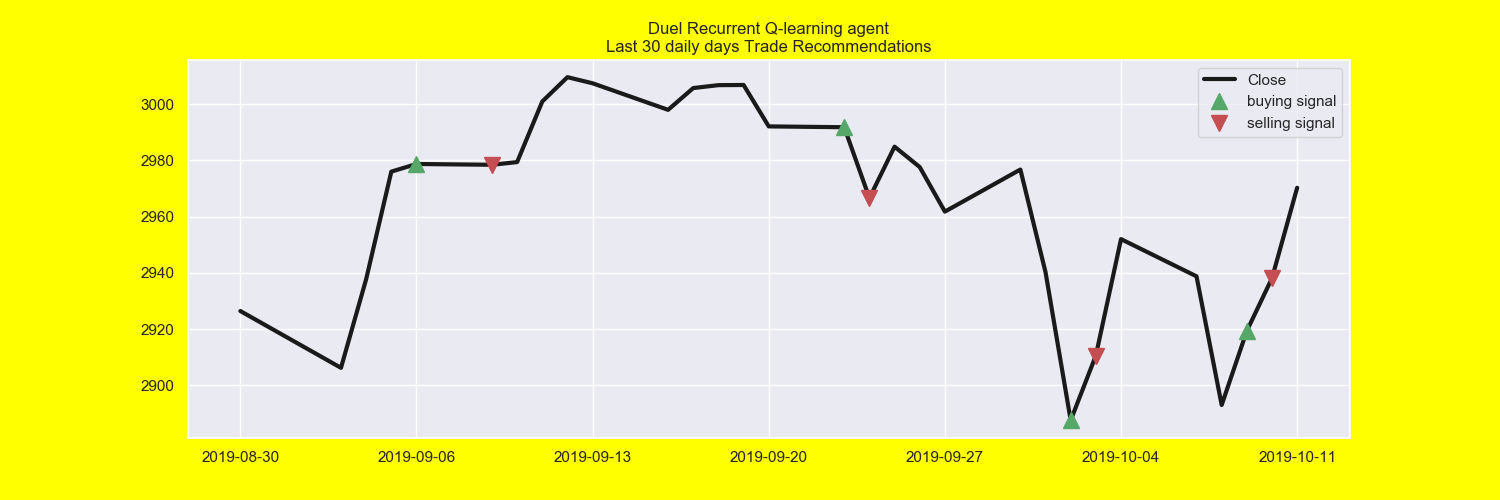 Duel Recurrent Q-learning agent
Last 30 daily days Trade Recommendations
Close
buying signal
selling signal
3000
2980
2960
2940
2920
2900
2019-08-30 2019-09-06 2019-09-13 2019-09-20 2019-09-27 2019-10-04 2019-10-11